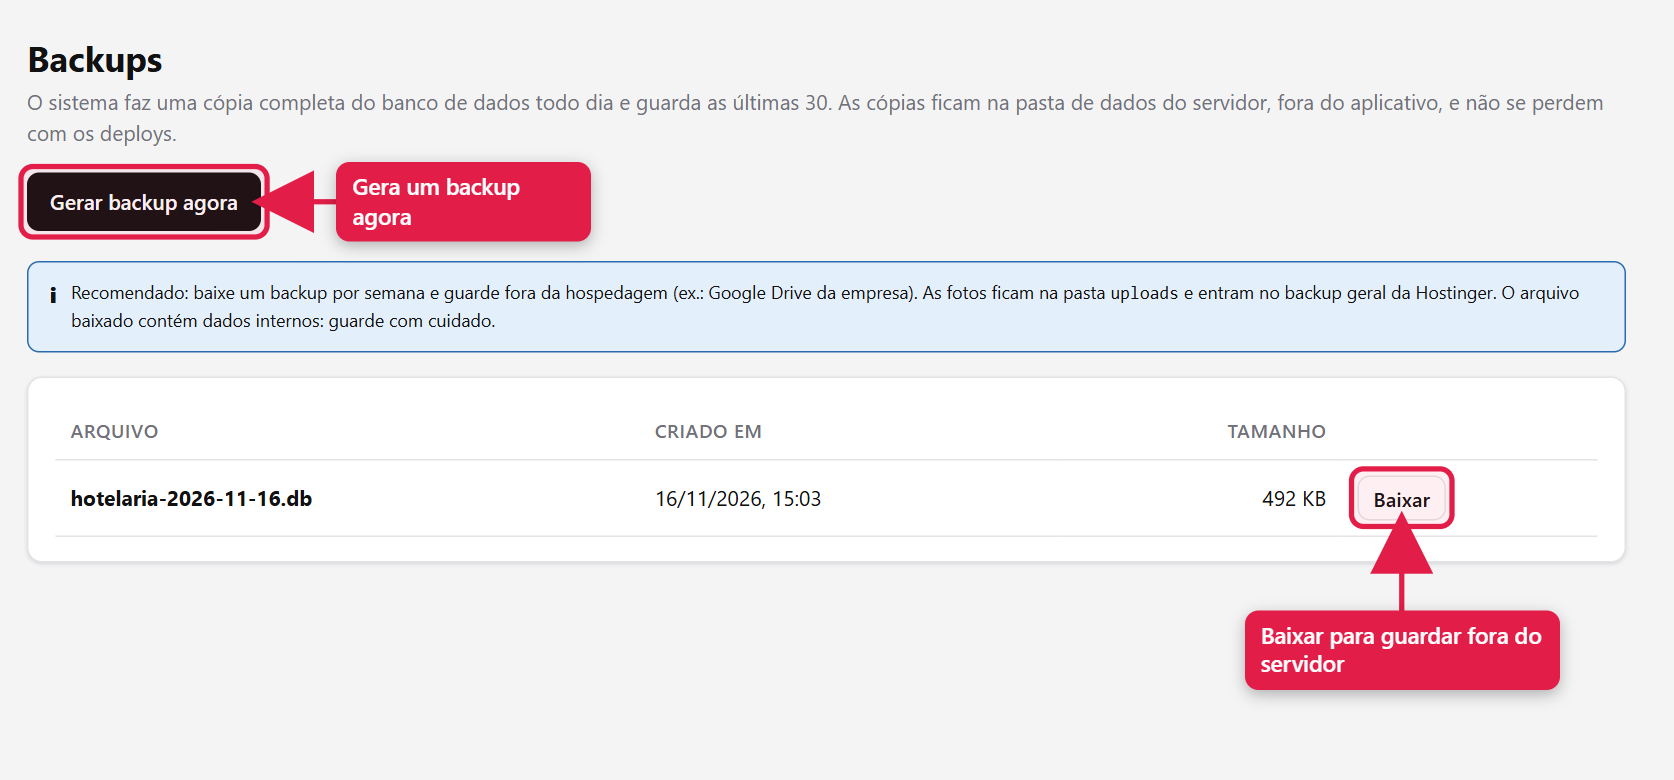 Backups
O sistema faz uma cópia completa do banco de dados todo dia e guarda as últimas 30. As cópias ficam na pasta de dados do servidor, fora do aplicativo, e não se perdem
com os deploys.
Gerar backup agora
Gera um backup
agora
i Recomendado: baixe um backup por semana e guarde fora da hospedagem (ex.: Google Drive da empresa). As fotos ficam na pasta uploads e entram no backup geral da Hostinger. O arquivo
baixado contém dados internos: guarde com cuidado.
ARQUIVO CRIADO EM TAMANHO
hotelaria-2026-11-16.db 16/11/2026, 15:03 492 KB Baixar
Baixar para guardar fora do
servidor